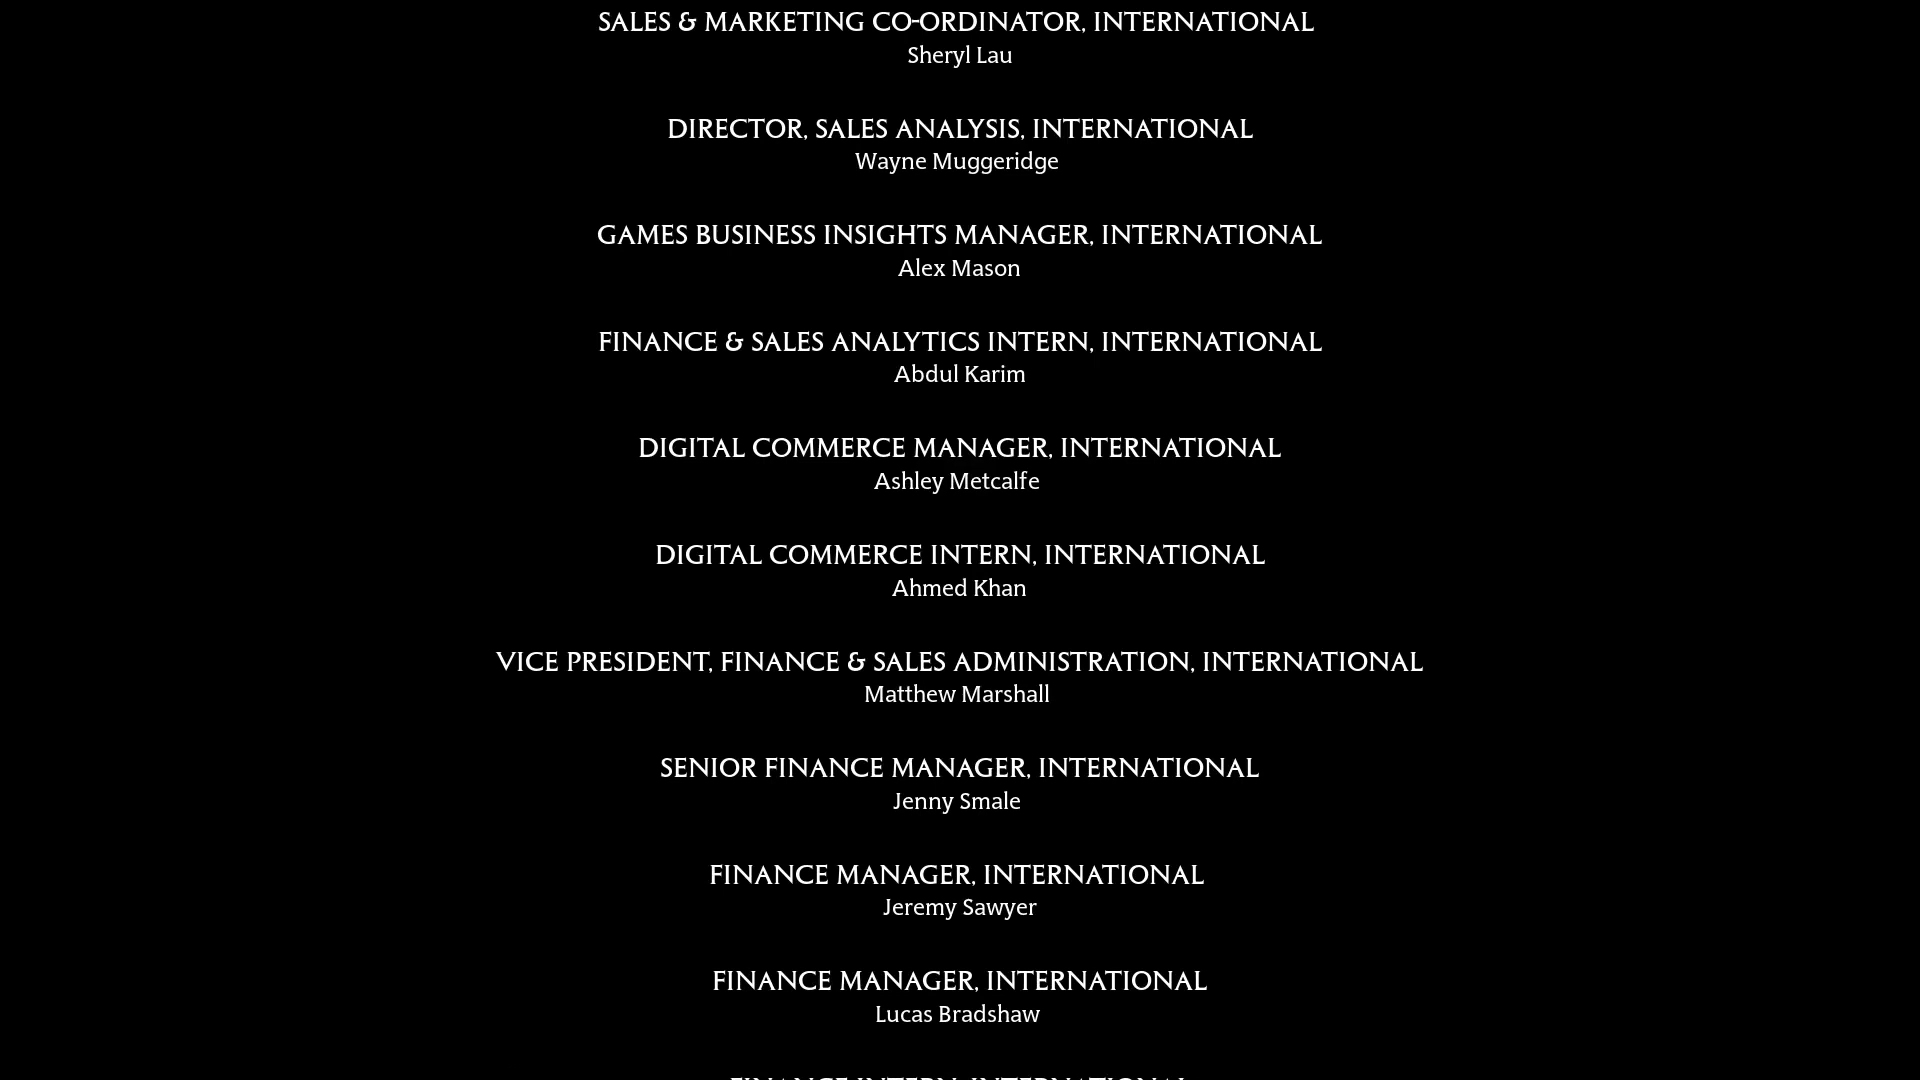 SALES & MARKETING CO-ORDINATOR, INTERNATIONAL
Sheryl Lau
DIRECTOR, SALES ANALYSIS, INTERNATIONAL
Wayne Muggeridge
GAMES BUSINESS INSIGHTS MANAGER, INTERNATIONAL
Alex Mason
FINANCE & SALES ANALYTICS INTERN, INTERNATIONAL
Abdul Karim
DIGITAL COMMERCE MANAGER, INTERNATIONAL
Ashley Metcalfe
DIGITAL COMMERCE INTERN, INTERNATIONAL
Ahmed Khan
VICE PRESIDENT, FINANCE & SALES ADMINISTRATION, INTERNATIONAL
Matthew Marshall
SENIOR FINANCE MANAGER, INTERNATIONAL
Jenny Smale
FINANCE MANAGER, INTERNATIONAL
Jeremy Sawyer
FINANCE MANAGER, INTERNATIONAL
Lucas Bradshaw
FINANCE INTERN, INTERNATIONAL